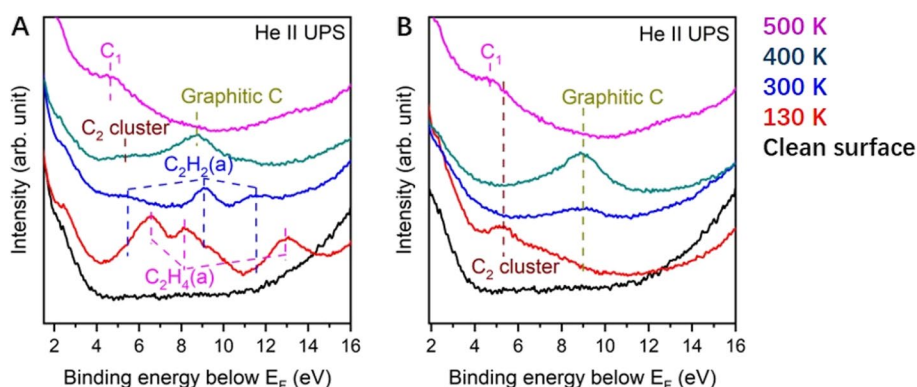 A
He II UPS
C₁
Graphitic C
C₂ cluster
C₂H₂(a)
C₂H₄(a)
Intensity (arb. unit)
2 4 6 8 10 12 14 16
Binding energy below E_F (eV)
B
He II UPS
C₁
Graphitic C
C₂ cluster
Intensity (arb. unit)
2 4 6 8 10 12 14 16
Binding energy below E_F (eV)
500 K
400 K
300 K
130 K
Clean surface